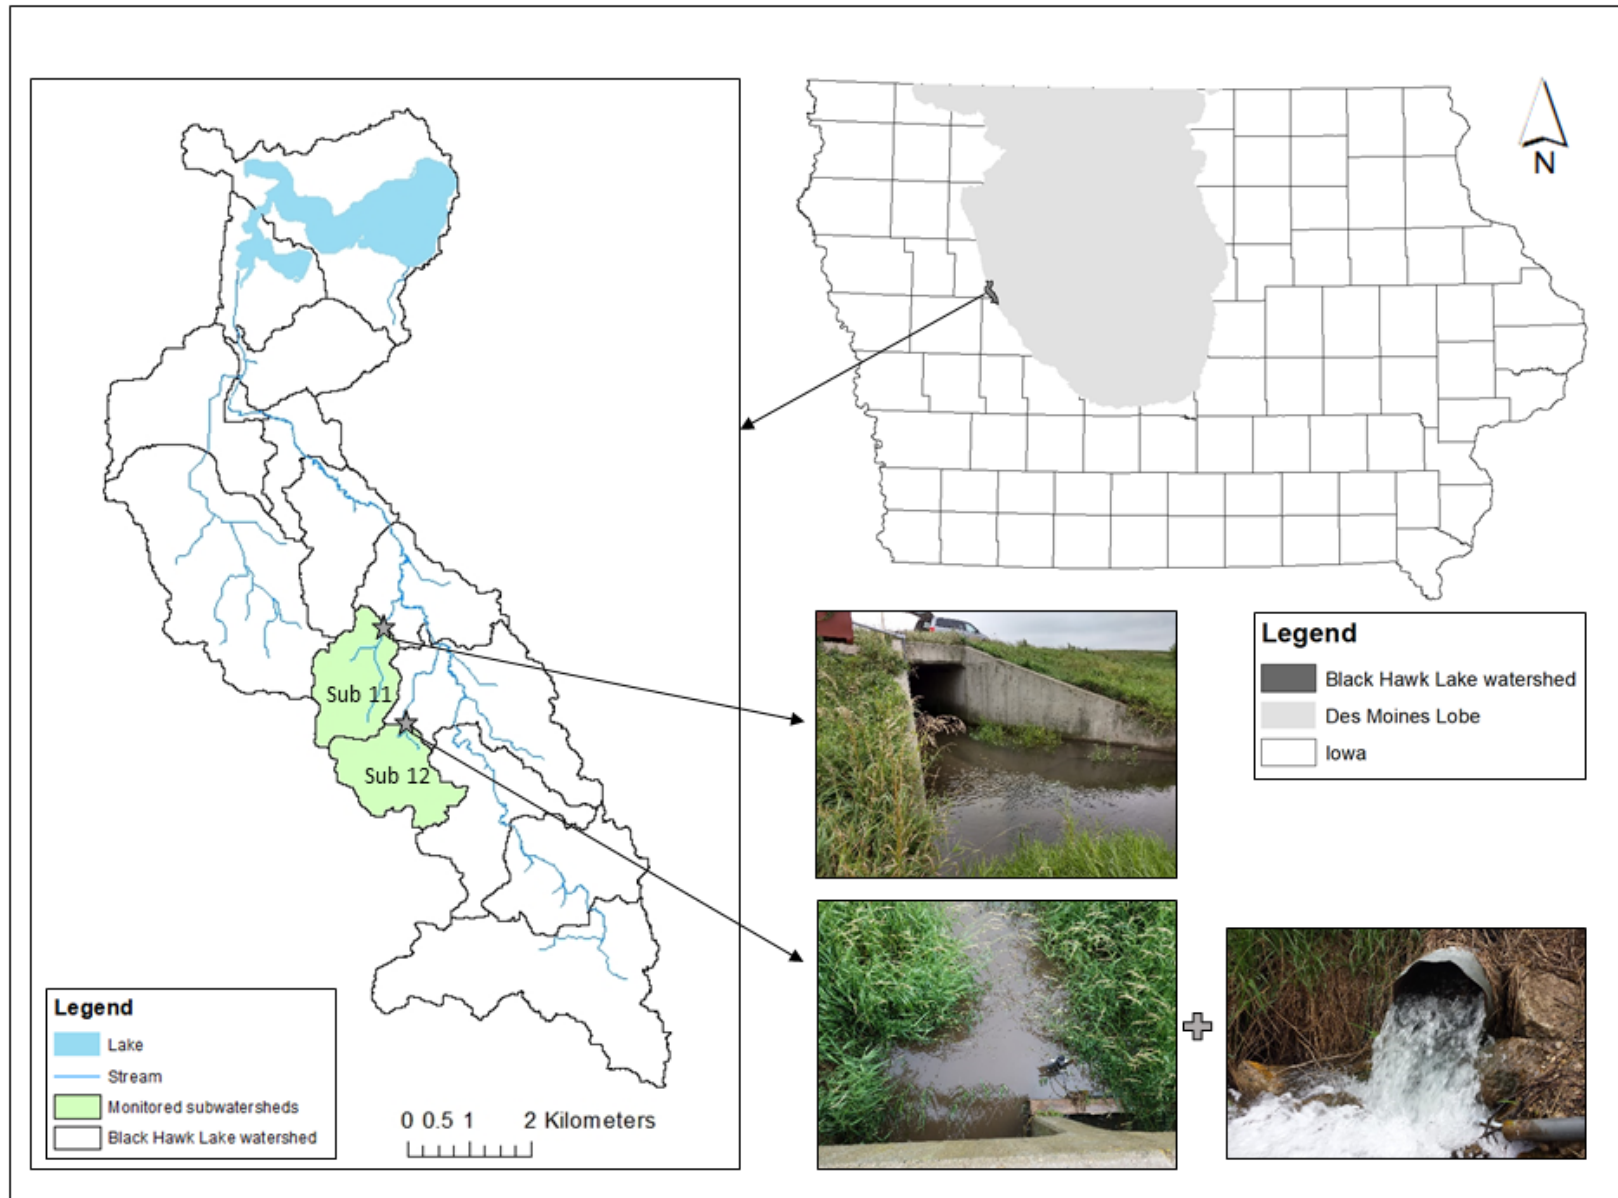 N
Sub 11
Sub 12
Legend
Lake
Stream
Monitored subwatersheds
Black Hawk Lake watershed
0 0.5 1 2 Kilometers
Legend
Black Hawk Lake watershed
Des Moines Lobe
Iowa